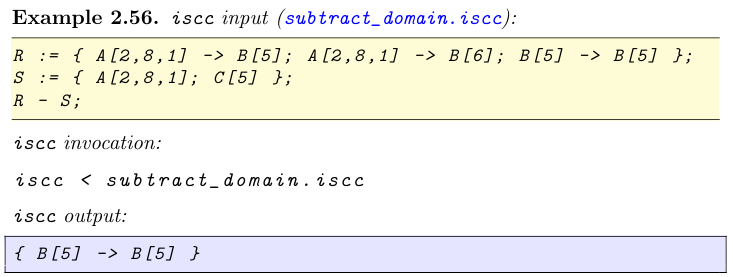 Example 2.56. iscc input (subtract_domain.iscc):
R := { A[2,8,1] -> B[5]; A[2,8,1] -> B[6]; B[5] -> B[5] };
S := { A[2,8,1]; C[5] };
R - S;
iscc invocation:
iscc < subtract_domain.iscc
iscc output:
{ B[5] -> B[5] }